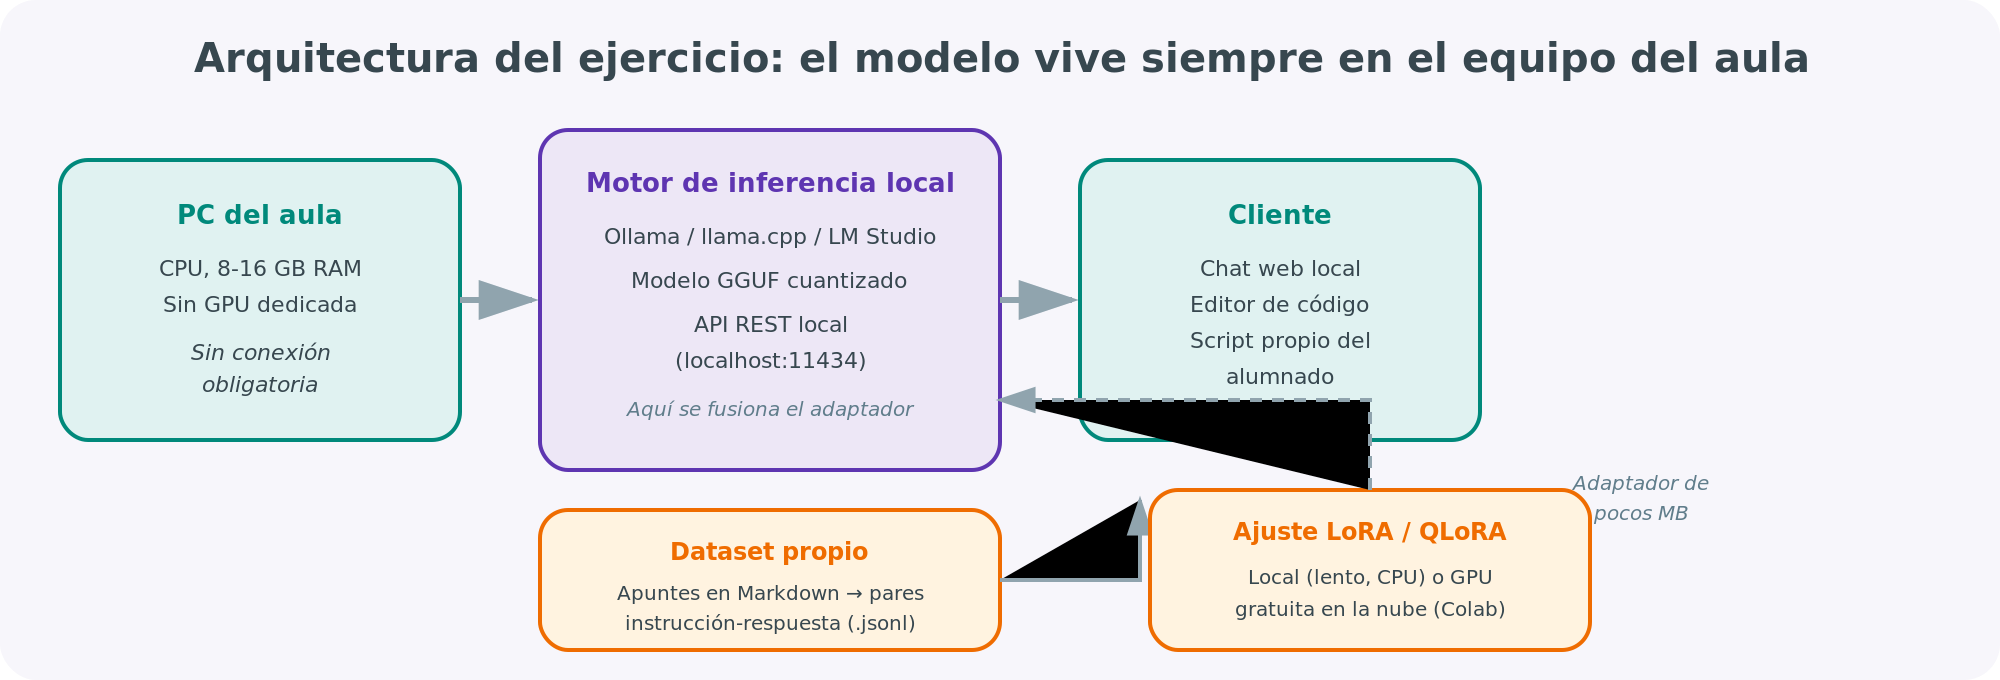 Arquitectura del ejercicio: el modelo vive siempre en el equipo del aula
PC del aula
CPU, 8-16 GB RAM
Sin GPU dedicada
Sin conexión
obligatoria
Motor de inferencia local
Ollama / llama.cpp / LM Studio
Modelo GGUF cuantizado
API REST local
(localhost:11434)
Aquí se fusiona el adaptador
Cliente
Chat web local
Editor de código
Script propio del
alumnado
Dataset propio
Apuntes en Markdown → pares
instrucción-respuesta (.jsonl)
Ajuste LoRA / QLoRA
Local (lento, CPU) o GPU
gratuita en la nube (Colab)
Adaptador de
pocos MB